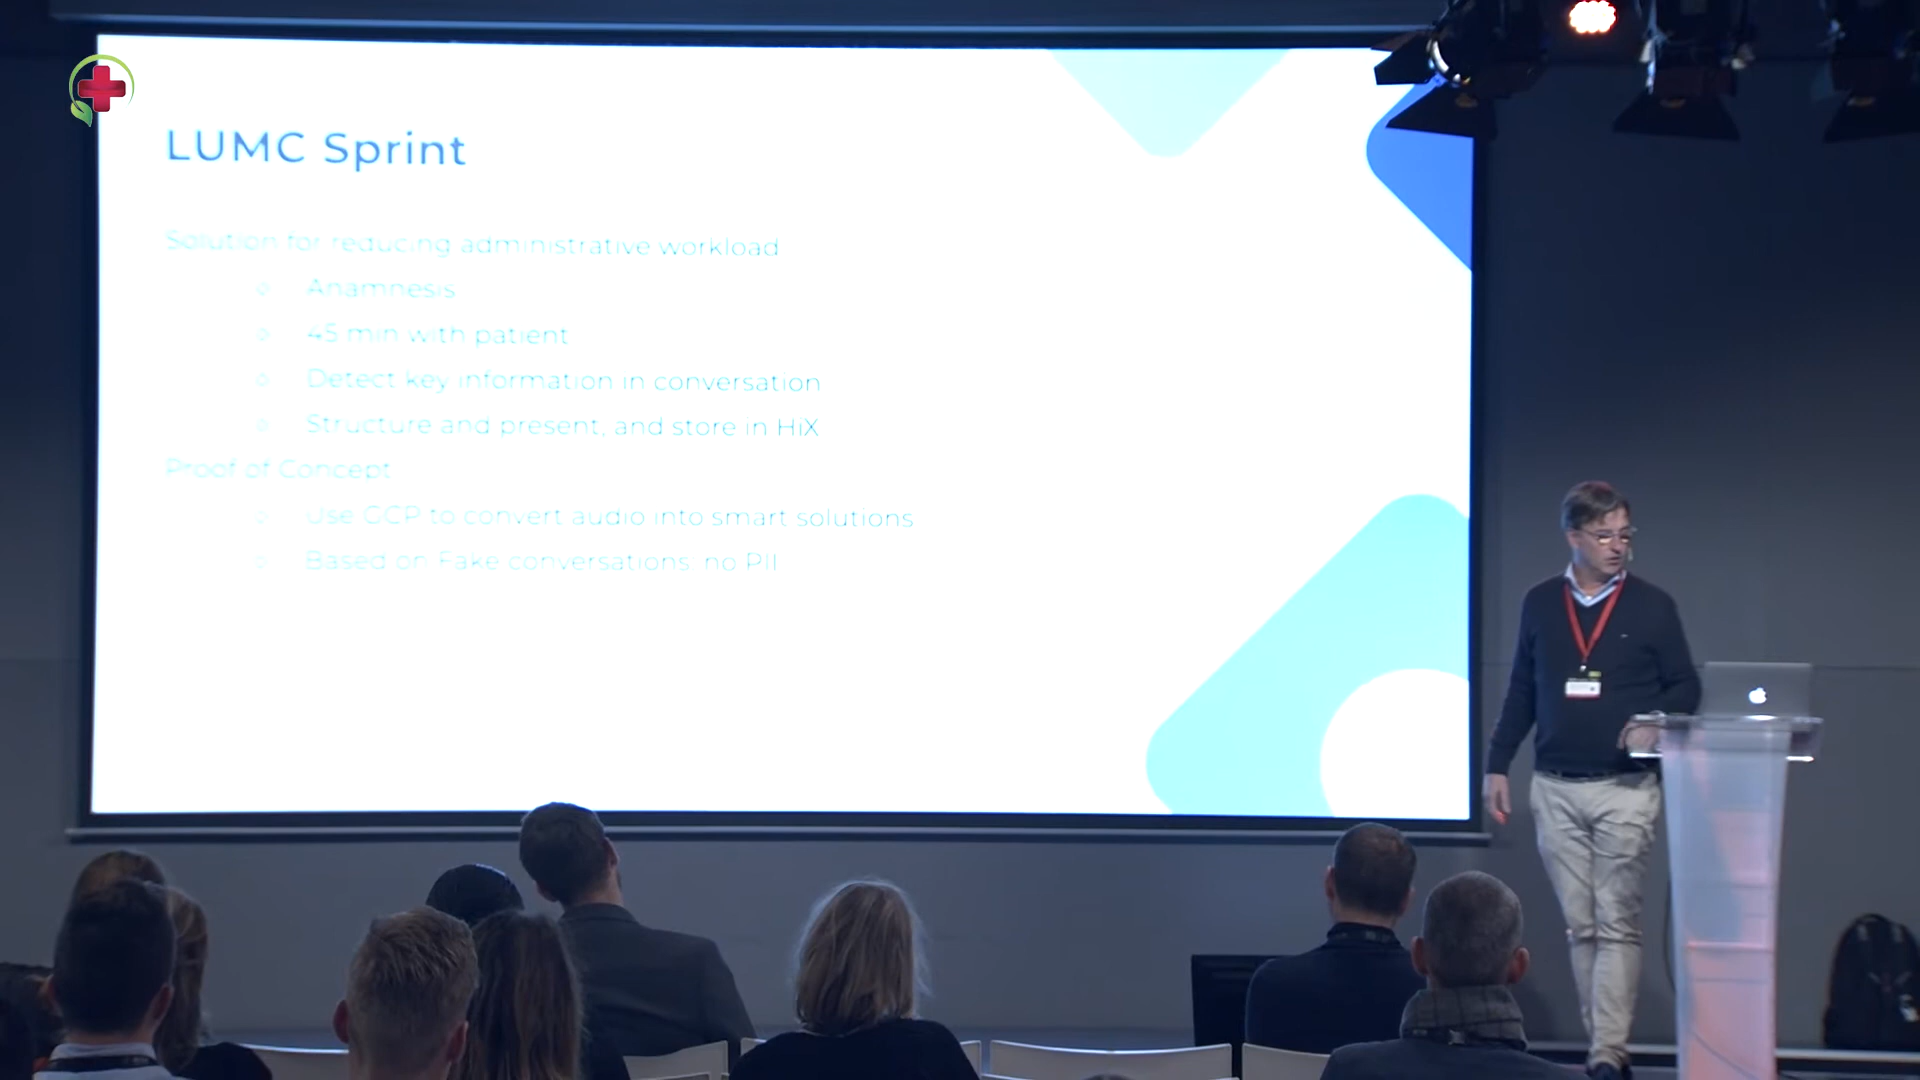 LUMC Sprint
Solution for reducing administrative workload
Anamnesis
45 min with patient
Detect key information in conversation
Structure and present, and store in HiX
Proof of Concept
Use GCP to convert audio into smart solutions
Based on Fake conversations: no PII